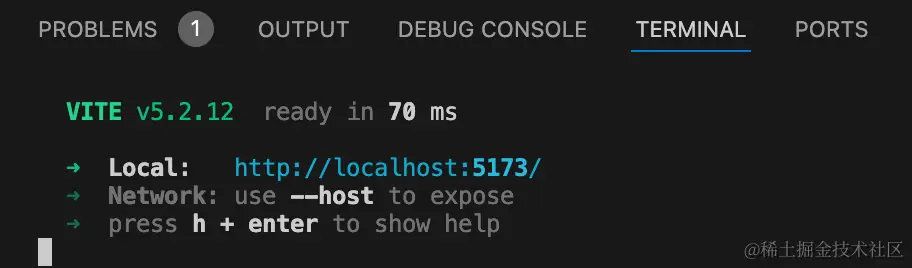 PROBLEMS 1 OUTPUT DEBUG CONSOLE TERMINAL PORTS
VITE v5.2.12 ready in 70 ms
➜ Local: http://localhost:5173/
➜ Network: use --host to expose
➜ press h + enter to show help
@稀土掘金技术社区